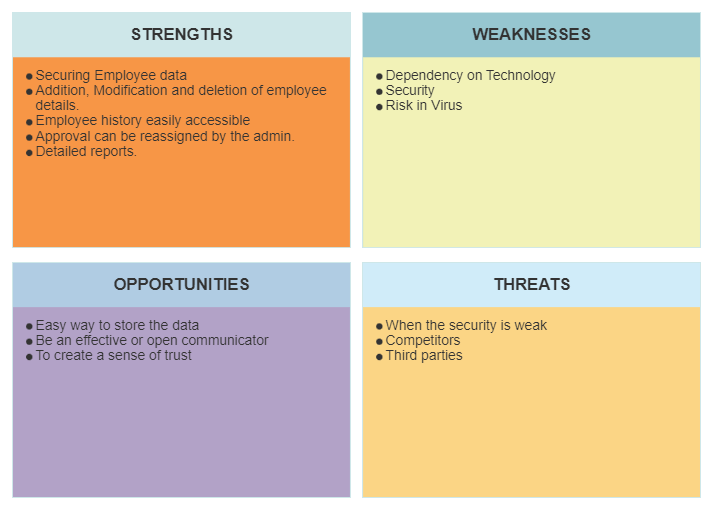 STRENGTHS
● Securing Employee data
● Addition, Modification and deletion of employee
details.
● Employee history easily accessible
● Approval can be reassigned by the admin.
● Detailed reports.
WEAKNESSES
● Dependency on Technology
● Security
● Risk in Virus
OPPORTUNITIES
● Easy way to store the data
● Be an effective or open communicator
● To create a sense of trust
THREATS
● When the security is weak
● Competitors
● Third parties